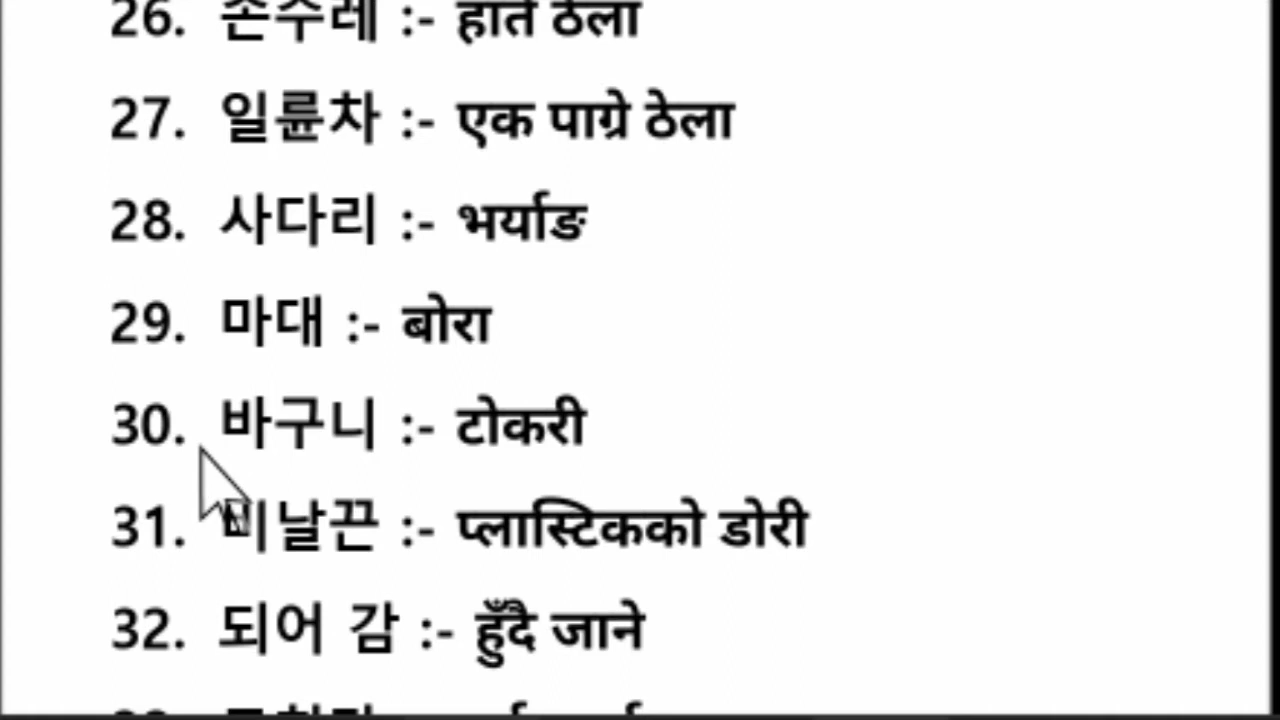 26. 손수레 :- हाते ठेला
27. 일륜차 :- एक पाग्रे ठेला
28. 사다리 :- भर्याङ
29. 마대 :- बोरा
30. 바구니 :- टोकरी
31. 비날끈 :- प्लास्टिकको डोरी
32. 되어 감 :- हुँदै जाने